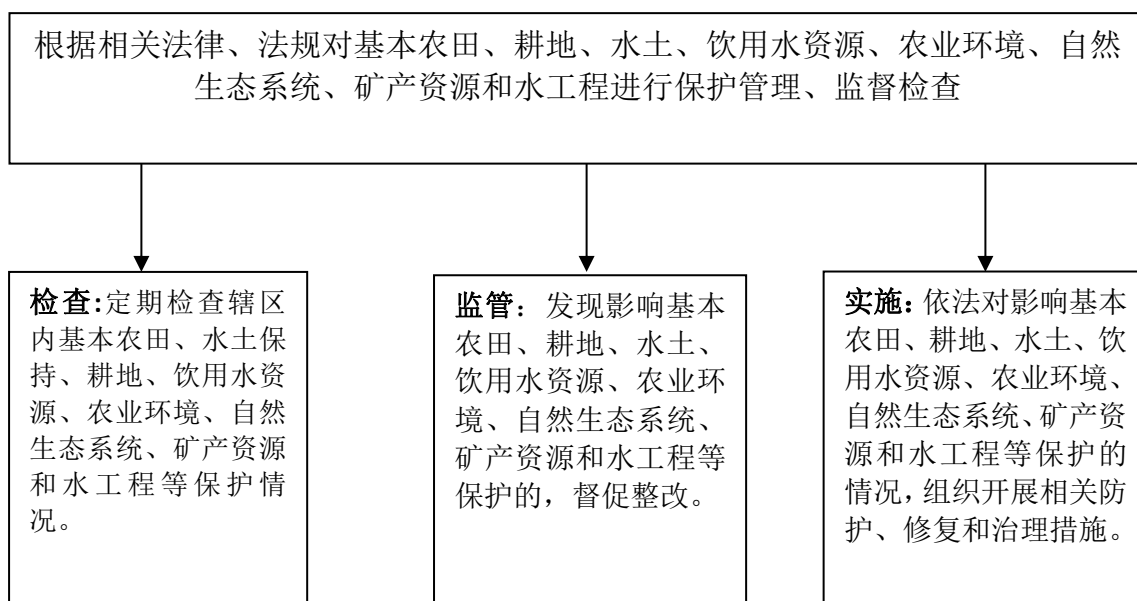 根据相关法律、法规对基本农田、耕地、水土、饮用水资源、农业环境、自然
生态系统、矿产资源和水工程进行保护管理、监督检查
检查:定期检查辖区
内基本农田、水土保
持、耕地、饮用水资
源、农业环境、自然
生态系统、矿产资源
和水工程等保护情
况。
监管：发现影响基本
农田、耕地、水土、
饮用水资源、农业环
境、自然生态系统、
矿产资源和水工程等
保护的，督促整改。
实施：依法对影响基本
农田、耕地、水土、饮
用水资源、农业环境、
自然生态系统、矿产资
源和水工程等保护的
情况，组织开展相关防
护、修复和治理措施。